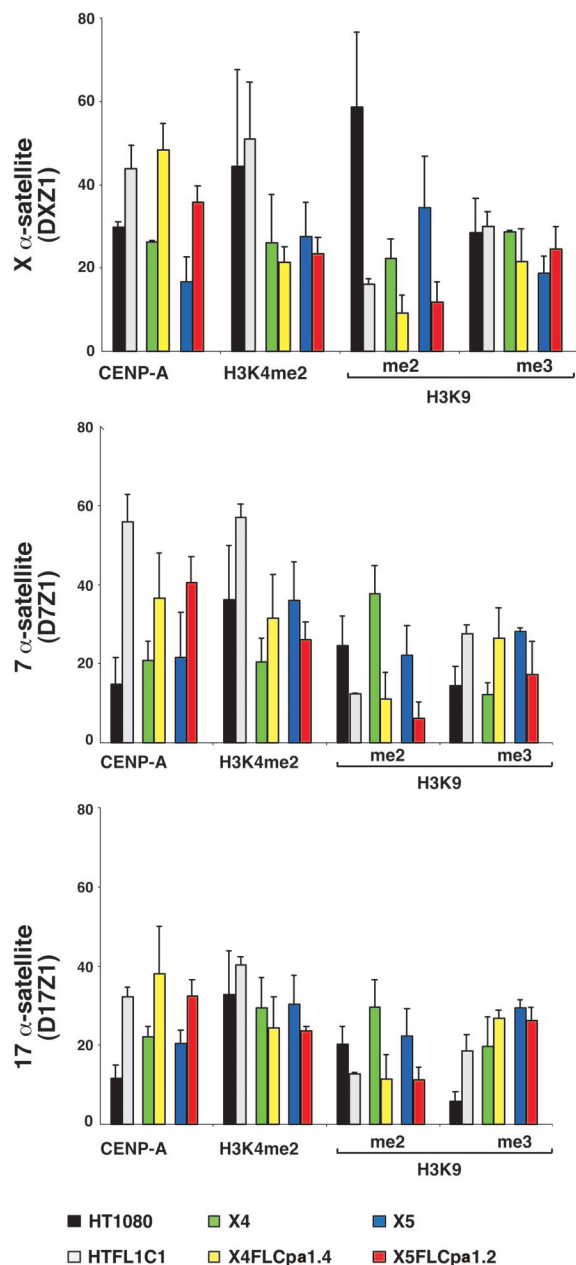 80
60
40
20
0
X α-satellite
(DXZ1)
CENP-A
H3K4me2
me2
me3
H3K9
80
60
40
20
0
7 α-satellite
(D7Z1)
CENP-A
H3K4me2
me2
me3
H3K9
80
60
40
20
0
17 α-satellite
(D17Z1)
CENP-A
H3K4me2
me2
me3
H3K9
HT1080
X4
X5
HTFL1C1
X4FLCpa1.4
X5FLCpa1.2